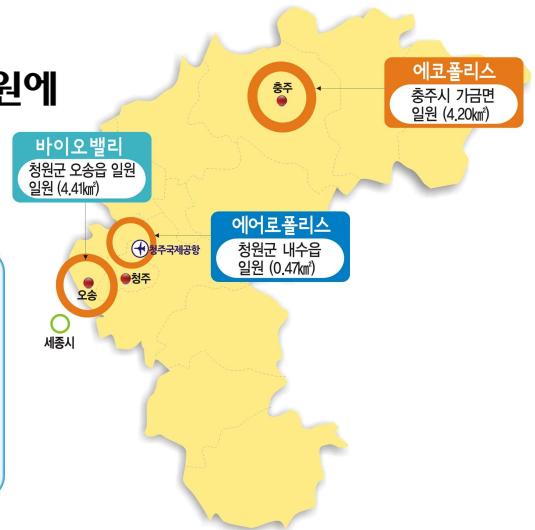 원에
충주
에코폴리스
충주시 가금면
일원 (4,20㎢)
바이오밸리
청원군 오송읍 일원
일원 (4,41㎢)
에어로폴리스
청원군 내수읍
일원 (0.47㎢)
청주국제공항
청주
오송
세종시